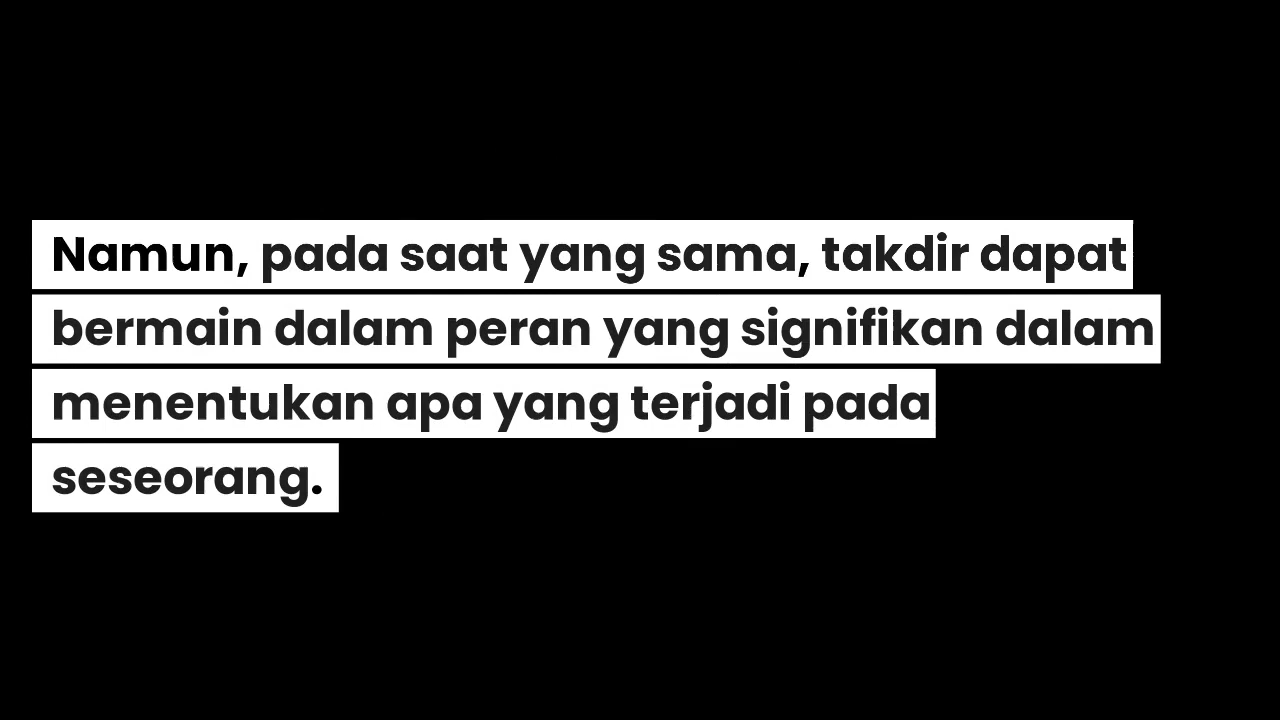 Namun, pada saat yang sama, takdir dapat
bermain dalam peran yang signifikan dalam
menentukan apa yang terjadi pada
seseorang.